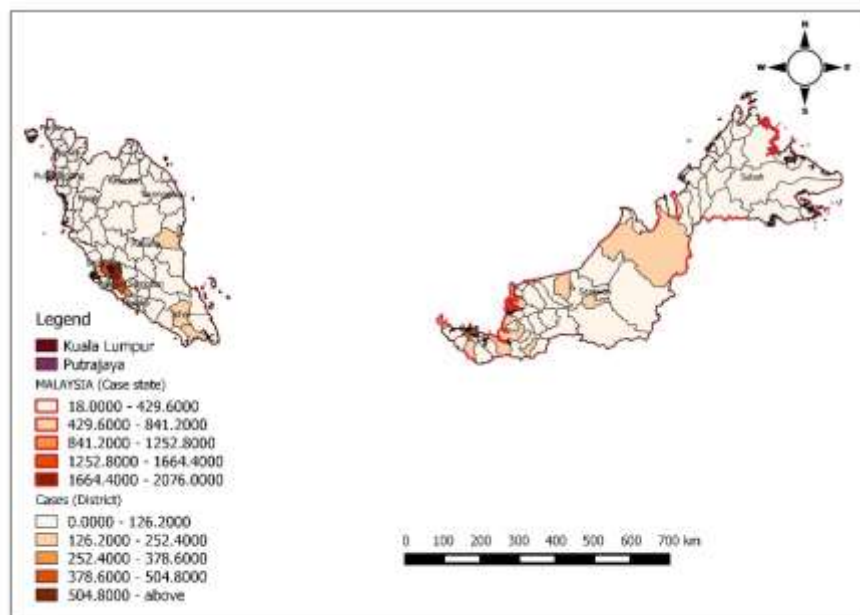 N
W E
S
Sabah
Legend
Kuala Lumpur
Putrajaya
MALAYSIA (Case state)
18.0000 - 429.6000
429.6000 - 841.2000
841.2000 - 1252.8000
1252.8000 - 1664.4000
1664.4000 - 2076.0000
Cases (District)
0.0000 - 126.2000
126.2000 - 252.4000
252.4000 - 378.6000
378.6000 - 504.8000
504.8000 - above
0 100 200 300 400 500 600 700 km